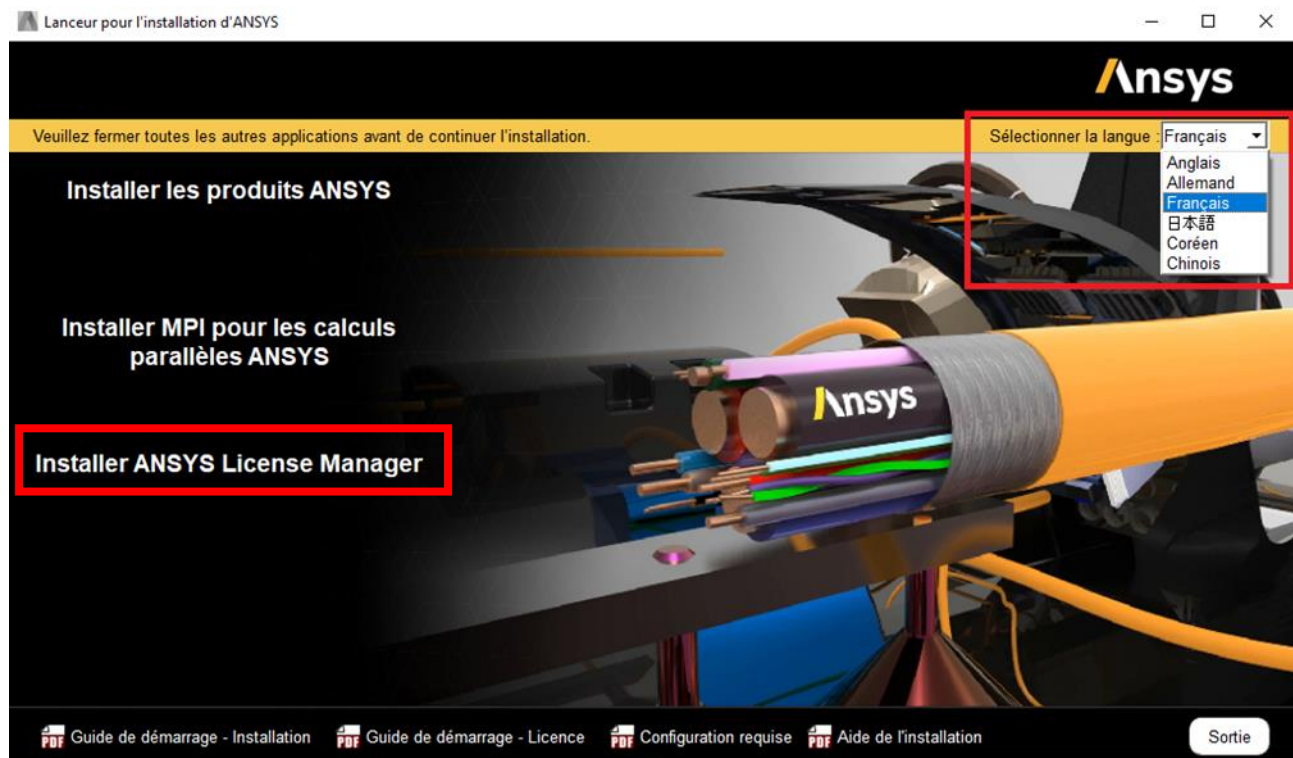 Lanceur pour l'installation d'ANSYS
Ansys
Veuillez fermer toutes les autres applications avant de continuer l'installation.
Sélectionner la langue : Français
Anglais
Allemand
Français
日本語
Coréen
Chinois
Installer les produits ANSYS
Installer MPI pour les calculs
parallèles ANSYS
Installer ANSYS License Manager
Ansys
Guide de démarrage - Installation
Guide de démarrage - Licence
Configuration requise
Aide de l'installation
Sortie
PDF
PDF
PDF
PDF